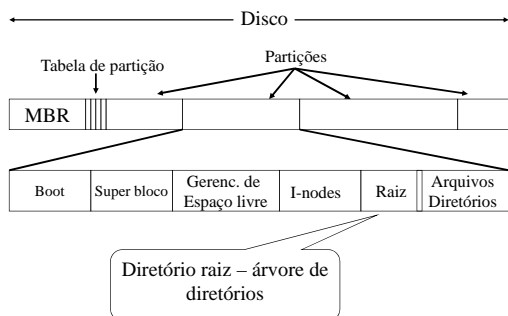 Disco
Tabela de partição
Partições
MBR
Boot
Super bloco
Gerenc. de
Espaço livre
I-nodes
Raiz
Arquivos
Diretórios
Diretório raiz – árvore de
diretórios